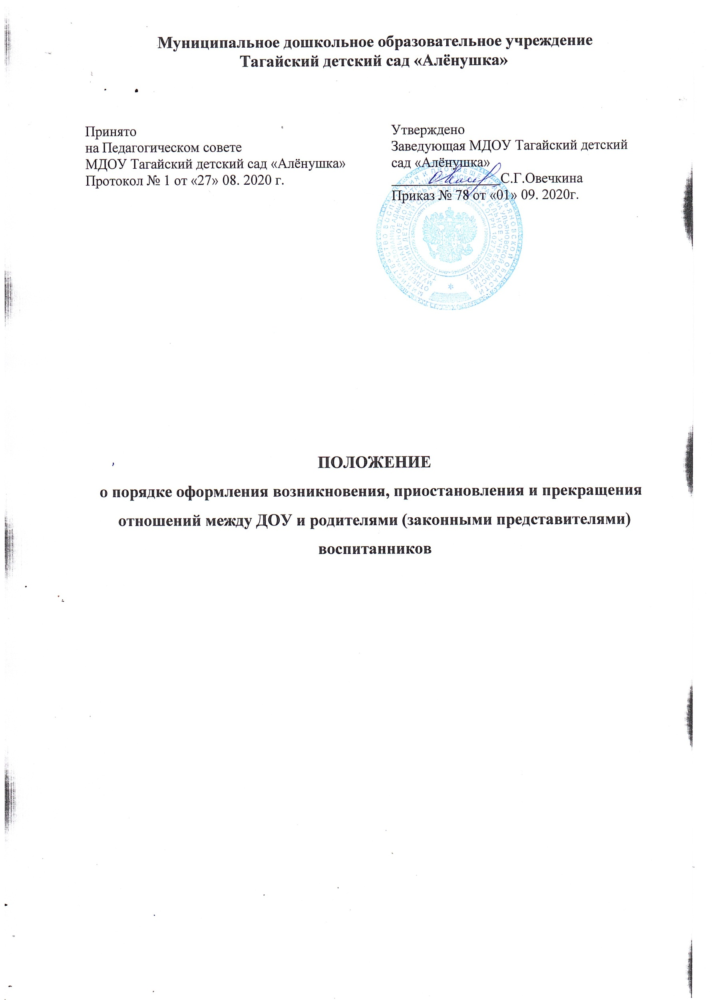 Муниципальное дошкольное образовательное учреждение
Тагайский детский сад «Алёнушка»
Принято
на Педагогическом совете
МДОУ Тагайский детский сад «Алёнушка»
Протокол № 1 от «27» 08. 2020 г.
Утверждено
Заведующая МДОУ Тагайский детский
сад «Алёнушка»
С.Г.Овечкина
Приказ № 78 от «01» 09. 2020г.
ПОЛОЖЕНИЕ
о порядке оформления возникновения, приостановления и прекращения
отношений между ДОУ и родителями (законными представителями)
воспитанников